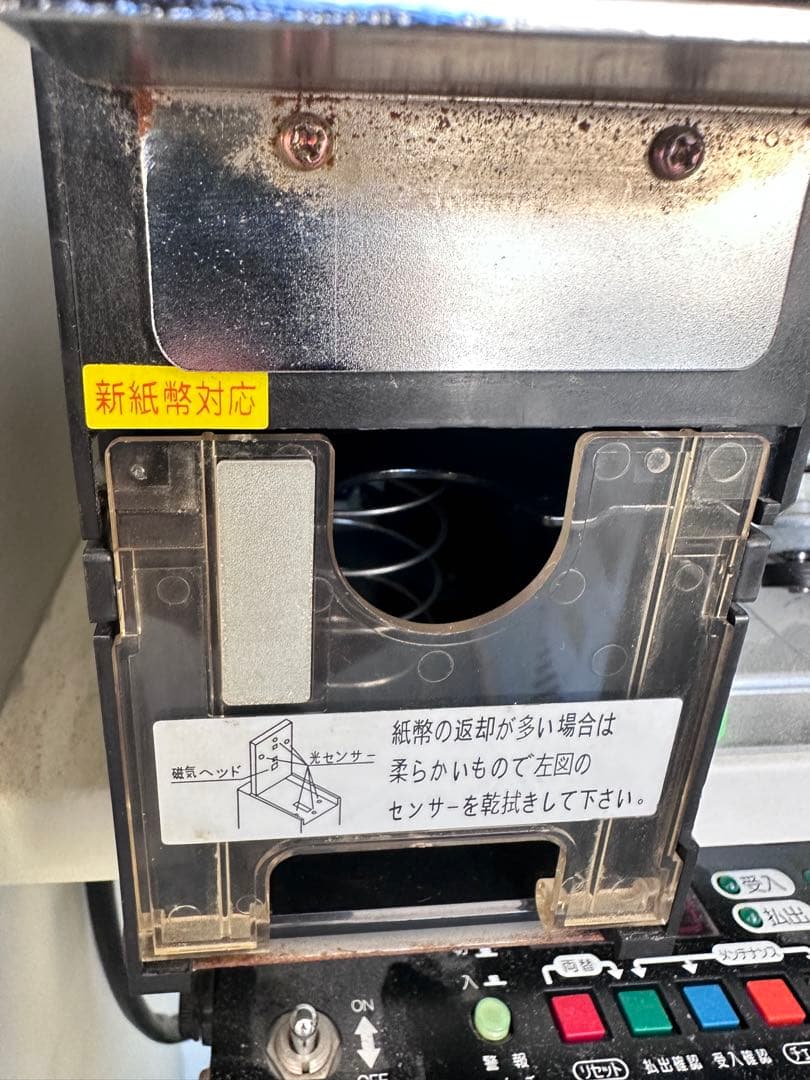 新紙幣対応
紙幣の返却が多い場合は
柔らかいもので左図の
センサーを乾拭きして下さい。
磁気ヘッド
光センサー
受入
払出
切
入
両替
メンテナンス
ON
OFF
警報
リセット
払出確認
受入確認